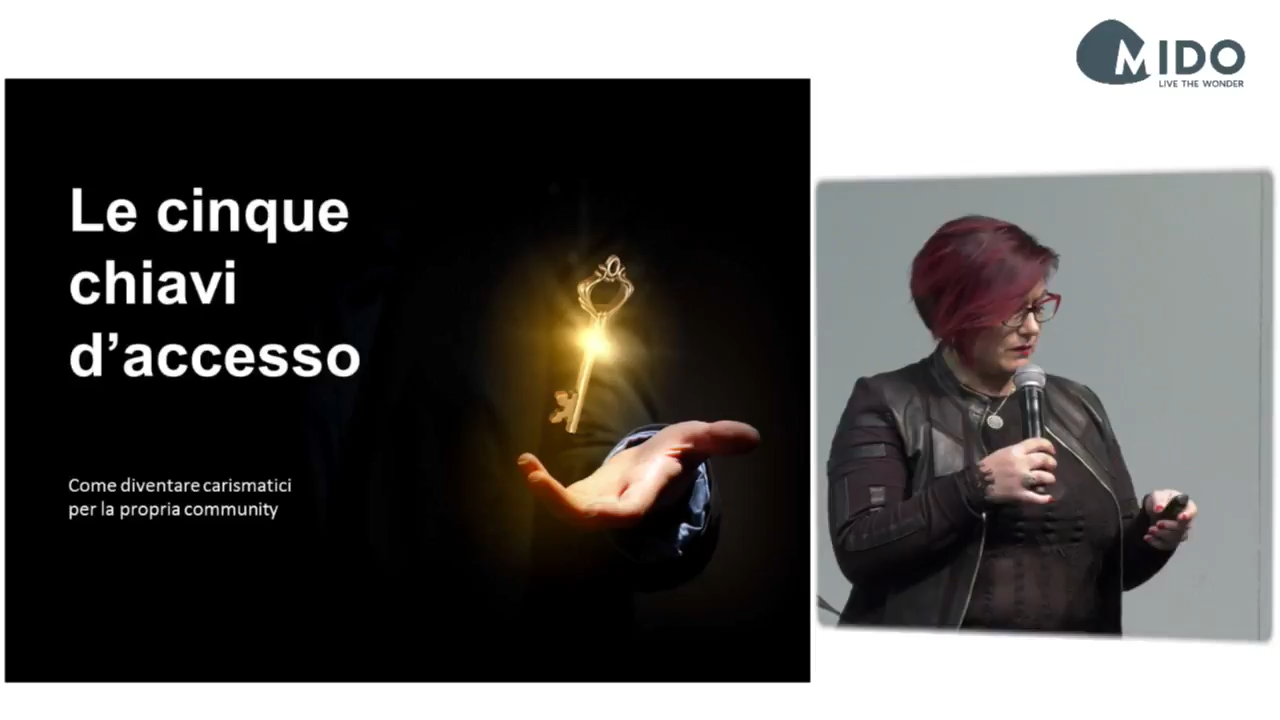 MIDO
LIVE THE WONDER
Le cinque
chiavi
d’accesso
Come diventare carismatici
per la propria community